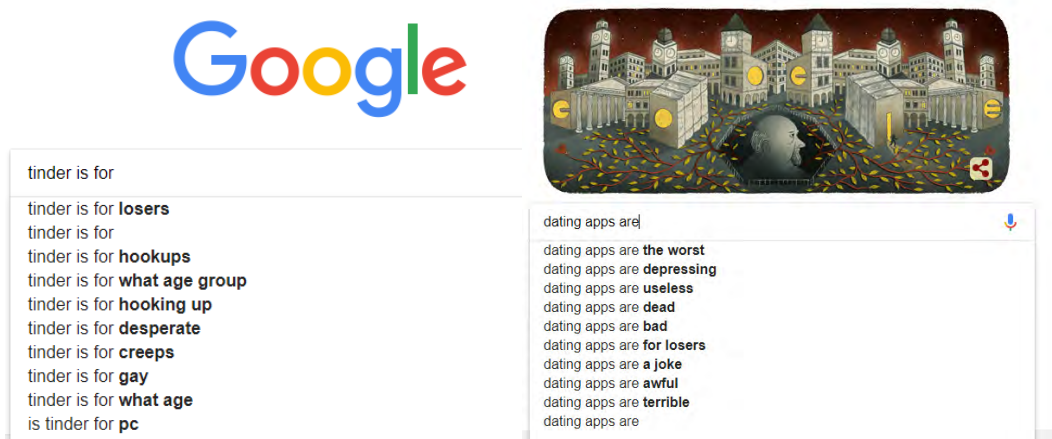 Google
tinder is for
tinder is for losers
tinder is for
tinder is for hookups
tinder is for what age group
tinder is for hooking up
tinder is for desperate
tinder is for creeps
tinder is for gay
tinder is for what age
is tinder for pc
dating apps are
dating apps are the worst
dating apps are depressing
dating apps are useless
dating apps are dead
dating apps are bad
dating apps are for losers
dating apps are a joke
dating apps are awful
dating apps are terrible
dating apps are